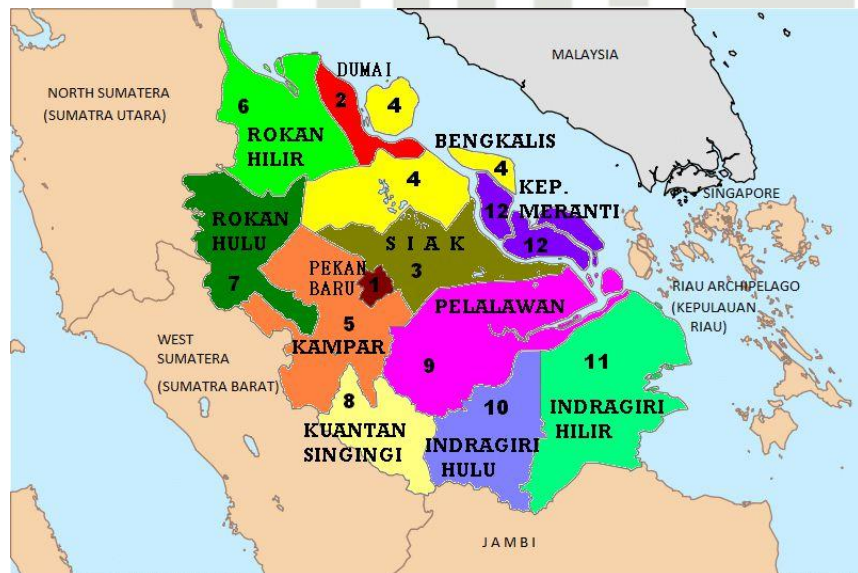 MALAYSIA
DUMAI
NORTH SUMATERA
(SUMATRA UTARA)
2
4
6
ROKAN
HILIR
BENGKALIS
4
4
KEP.
MERANTI
SINGAPORE
12
ROKAN
HULU
SIAK
12
PEKAN
BARU
1
3
7
RIAU ARCHIPELAGO
(KEPULAUAN
RIAU)
PELALAWAN
5
KAMPAR
WEST
SUMATERA
(SUMATRA BARAT)
9
11
8
10
KUANTAN
SINGINGI
INDRAGIRI
HULU
INDRAGIRI
HILIR
JAMBI